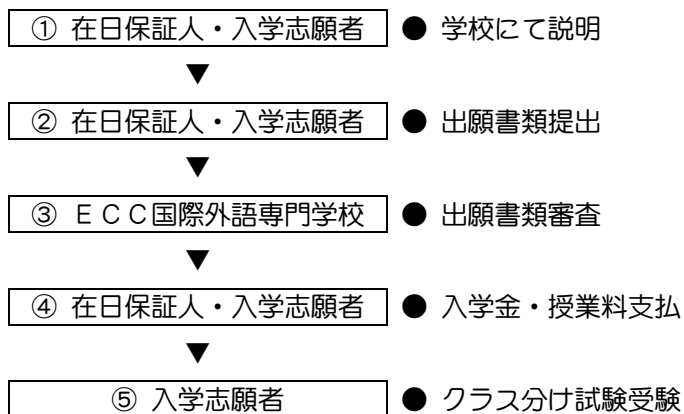 ① 在日保証人・入学志願者 ● 学校にて説明
▼
② 在日保証人・入学志願者 ● 出願書類提出
▼
③ ＥＣＣ国際外語専門学校 ● 出願書類審査
▼
④ 在日保証人・入学志願者 ● 入学金・授業料支払
▼
⑤ 入学志願者 ● クラス分け試験受験